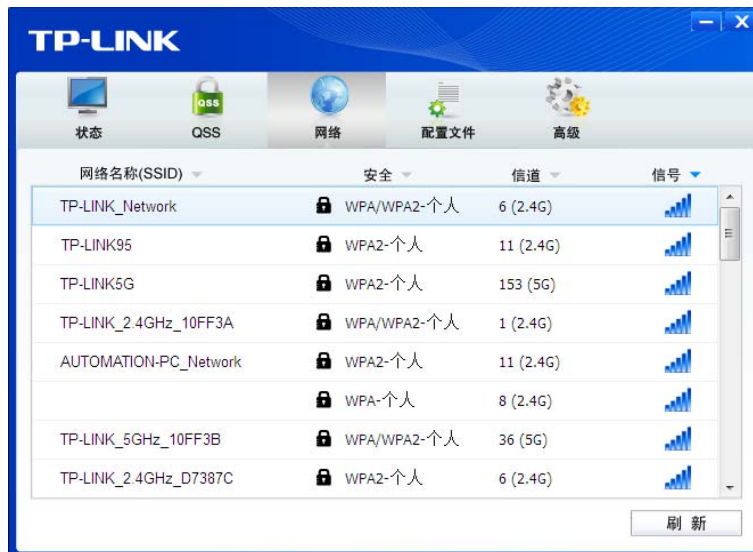 TP-LINK
QSS
状态 QSS 网络 配置文件 高级
网络名称(SSID) 安全 信道 信号
TP-LINK_Network WPA/WPA2-个人 6 (2.4G)
TP-LINK95 WPA2-个人 11 (2.4G)
TP-LINK5G WPA2-个人 153 (5G)
TP-LINK_2.4GHz_10FF3A WPA/WPA2-个人 1 (2.4G)
AUTOMATION-PC_Network WPA2-个人 11 (2.4G)
WPA-个人 8 (2.4G)
TP-LINK_5GHz_10FF3B WPA/WPA2-个人 36 (5G)
TP-LINK_2.4GHz_D7387C WPA2-个人 6 (2.4G)
刷 新